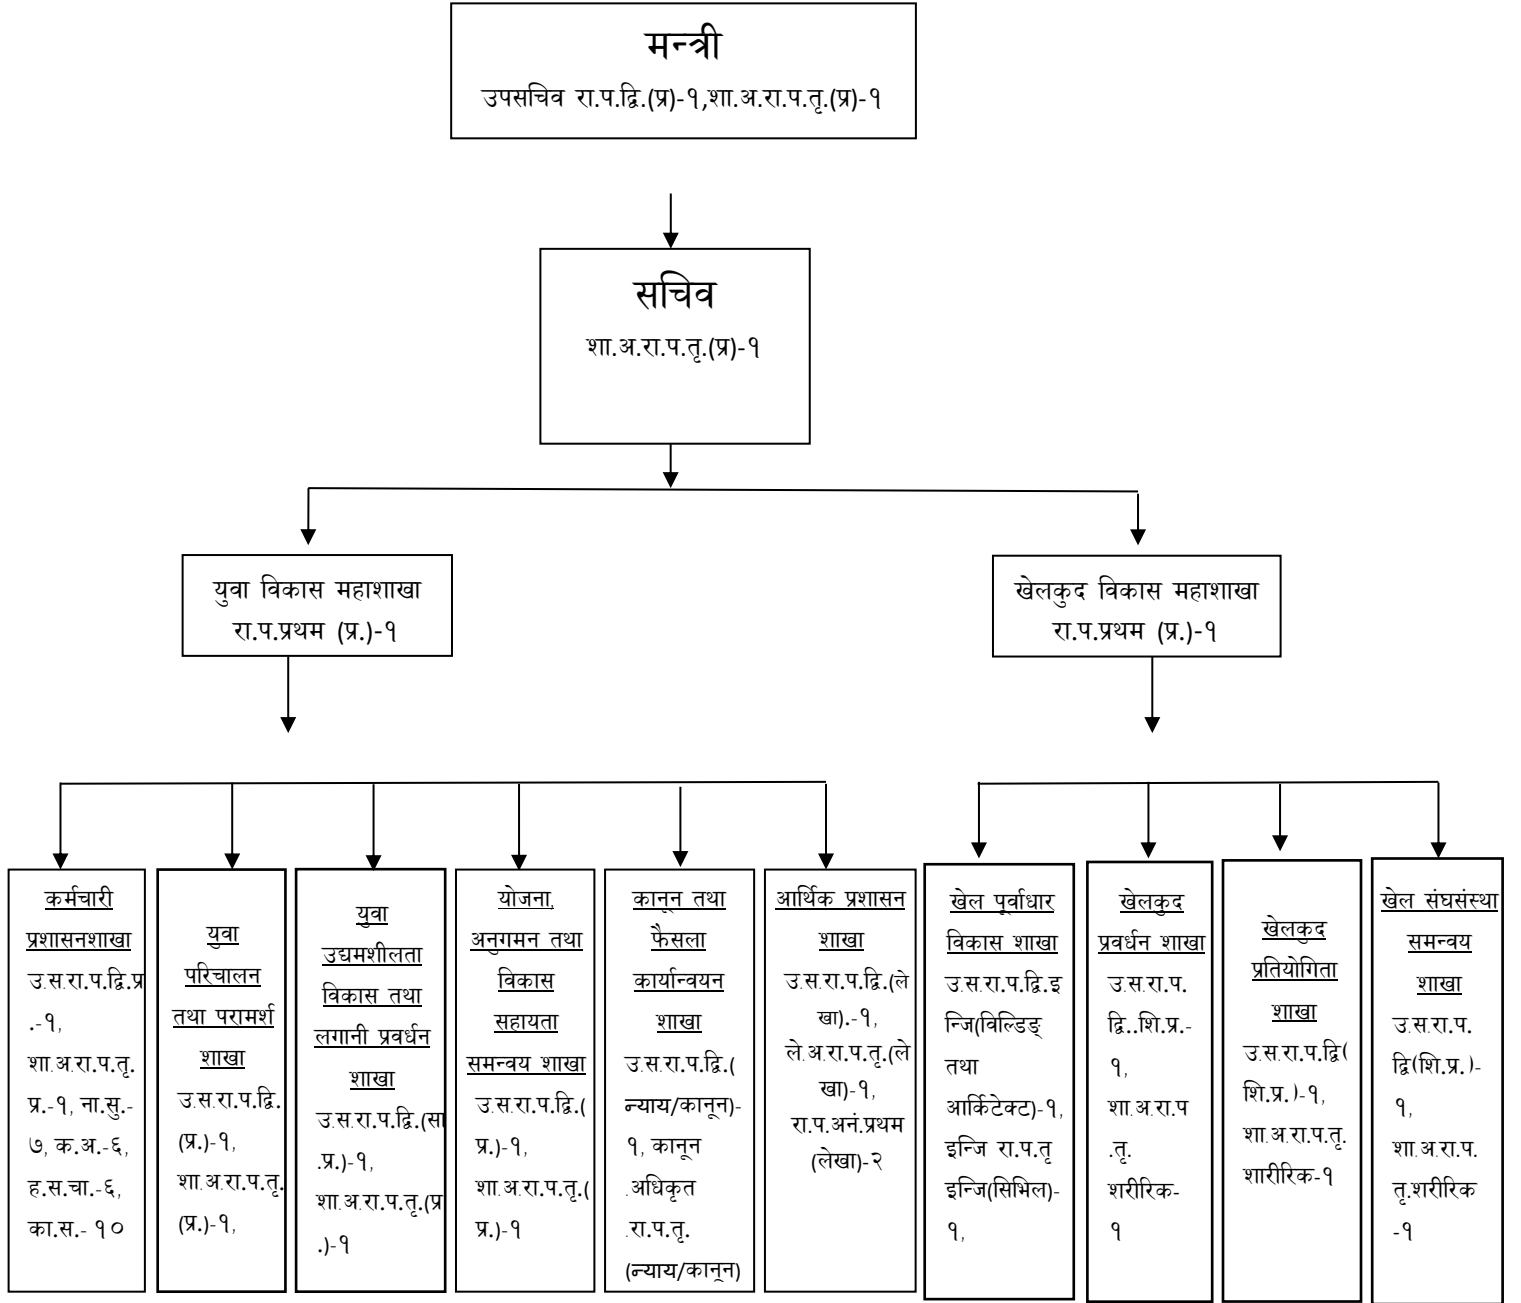 मन्त्री
उपसचिव रा.प.द्वि.(प्र)-१,शा.अ.रा.प.तृ.(प्र)-१
सचिव
शा.अ.रा.प.तृ.(प्र)-१
युवा विकास महाशाखा
रा.प.प्रथम (प्र.)-१
खेलकुद विकास महाशाखा
रा.प.प्रथम (प्र.)-१
कर्मचारी
प्रशासनशाखा
उ.स.रा.प.द्वि.प्र
.-१,
शा.अ.रा.प.तृ.
प्र.-१, ना.सु.-
७, क.अ.-६,
ह.स.चा.-६,
का.स.- १०
युवा
परिचालन
तथा परामर्श
शाखा
उ.स.रा.प.द्वि.
(प्र.)-१,
शा.अ.रा.प.तृ.
(प्र.)-१,
युवा
उद्यमशीलता
विकास तथा
लगानी प्रवर्धन
शाखा
उ.स.रा.प.द्वि.(सा
.प्र.)-१,
शा.अ.रा.प.तृ.(प्र
.)-१
योजना,
अनुगमन तथा
विकास
सहायता
समन्वय शाखा
उ.स.रा.प.द्वि.(
प्र.)-१,
शा.अ.रा.प.तृ.(
प्र.)-१
कानून तथा
फैसला
कार्यान्वयन
शाखा
उ.स.रा.प.द्वि.(
न्याय/कानून)-
१, कानून
अधिकृत
.रा.प.तृ.
(न्याय/कानून)
आर्थिक प्रशासन
शाखा
उ.स.रा.प.द्वि.(ले
खा).-१,
ले.अ.रा.प.तृ.(ले
खा)-१,
रा.प.अनं.प्रथम
(लेखा)-२
खेल पूर्वाधार
विकास शाखा
उ.स.रा.प.द्वि.इ
न्जि(विल्डिङ्
तथा
आर्किटेक्ट)-१,
इन्जि रा.प.तृ
इन्जि(सिभिल)-
१,
खेलकुद
प्रवर्धन शाखा
उ.स.रा.प.
द्वि..शि.प्र.-
१,
शा.अ.रा.प
.तृ.
शरीरिक-
१
खेलकुद
प्रतियोगिता
शाखा
उ.स.रा.प.द्वि(
शि.प्र.)-१,
शा.अ.रा.प.तृ.
शारीरिक-१
खेल संघसंस्था
समन्वय
शाखा
उ.स.रा.प.
द्वि(शि.प्र.)-
१,
शा.अ.रा.प.
तृ.शरीरिक
-१